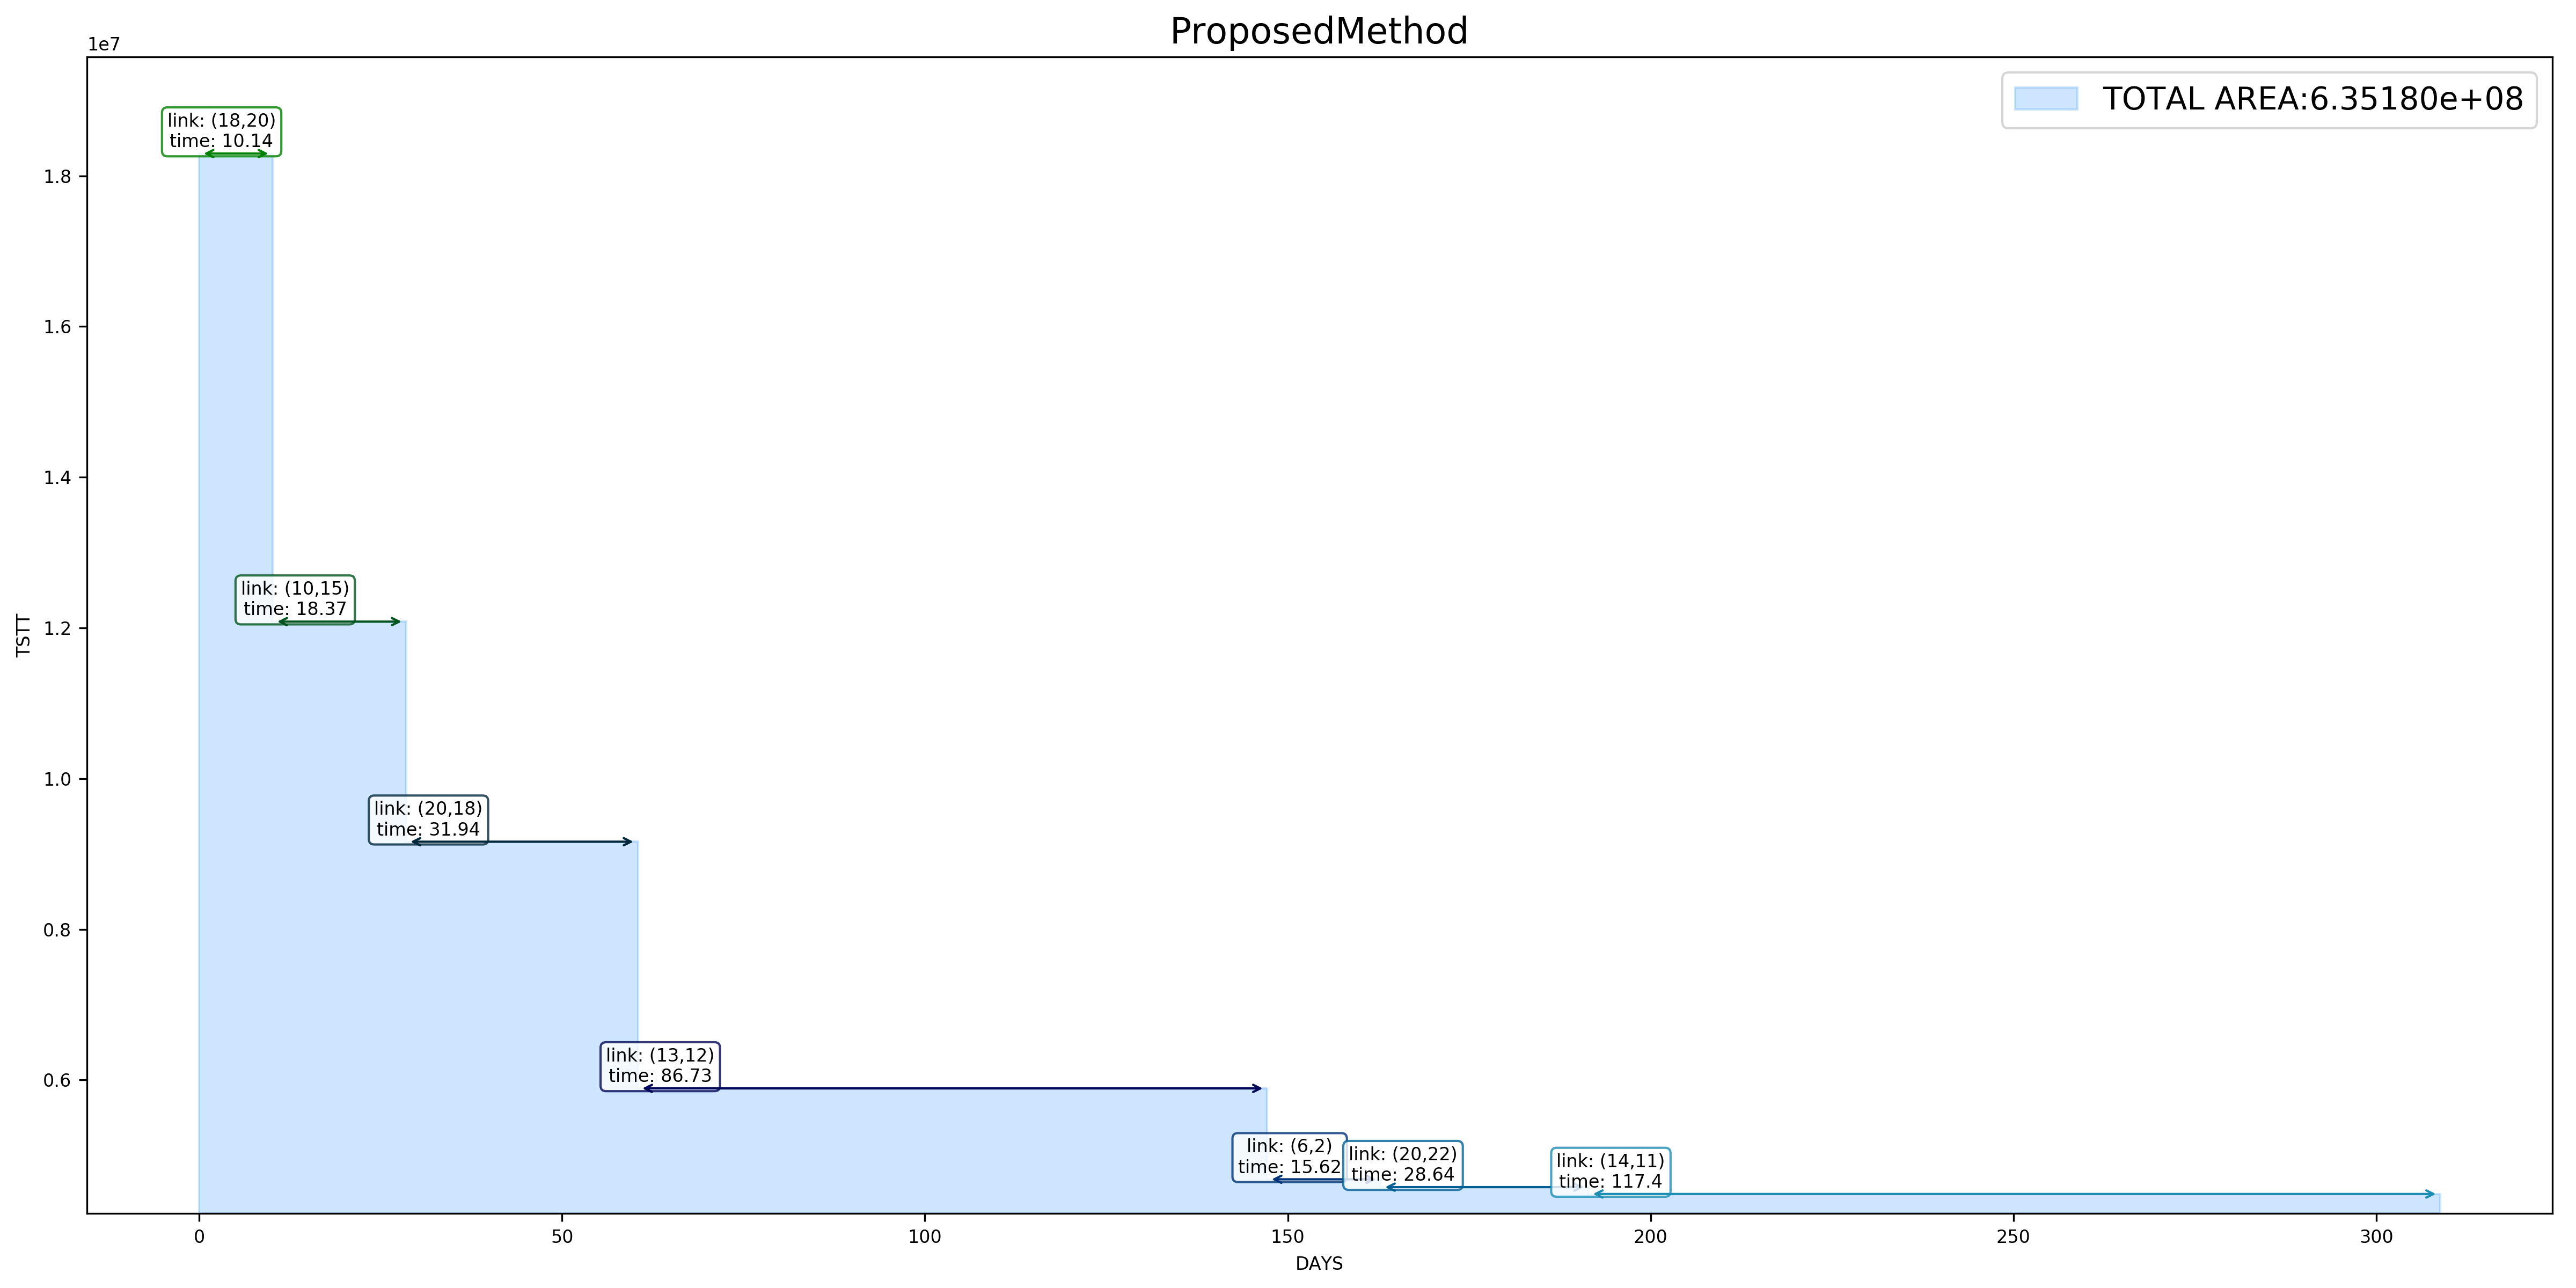 ProposedMethod
1e7
TOTAL AREA:6.35180e+08
link: (18,20)
time: 10.14
1.8
1.6
1.4
link: (10,15)
time: 18.37
1.2
TSTT
1.0
link: (20,18)
time: 31.94
0.8
link: (13,12)
time: 86.73
0.6
link: (6,2)
time: 15.62
link: (20,22)
time: 28.64
link: (14,11)
time: 117.4
0 50 100 150 200 250 300
DAYS